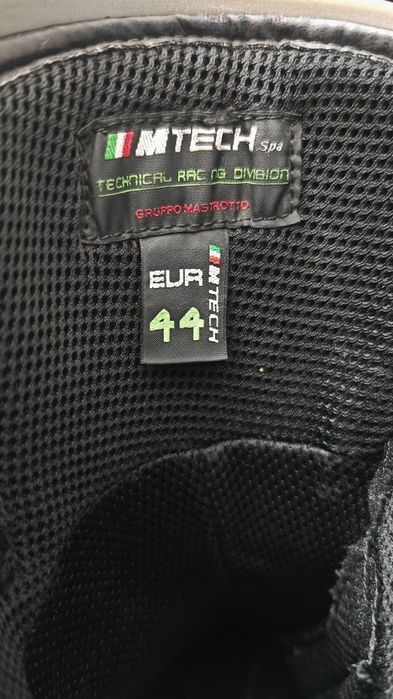 MTECH Spa
TECHNICAL RACING DIVISION
GRUPPO MASTROTTO
EUR
44
MTECH